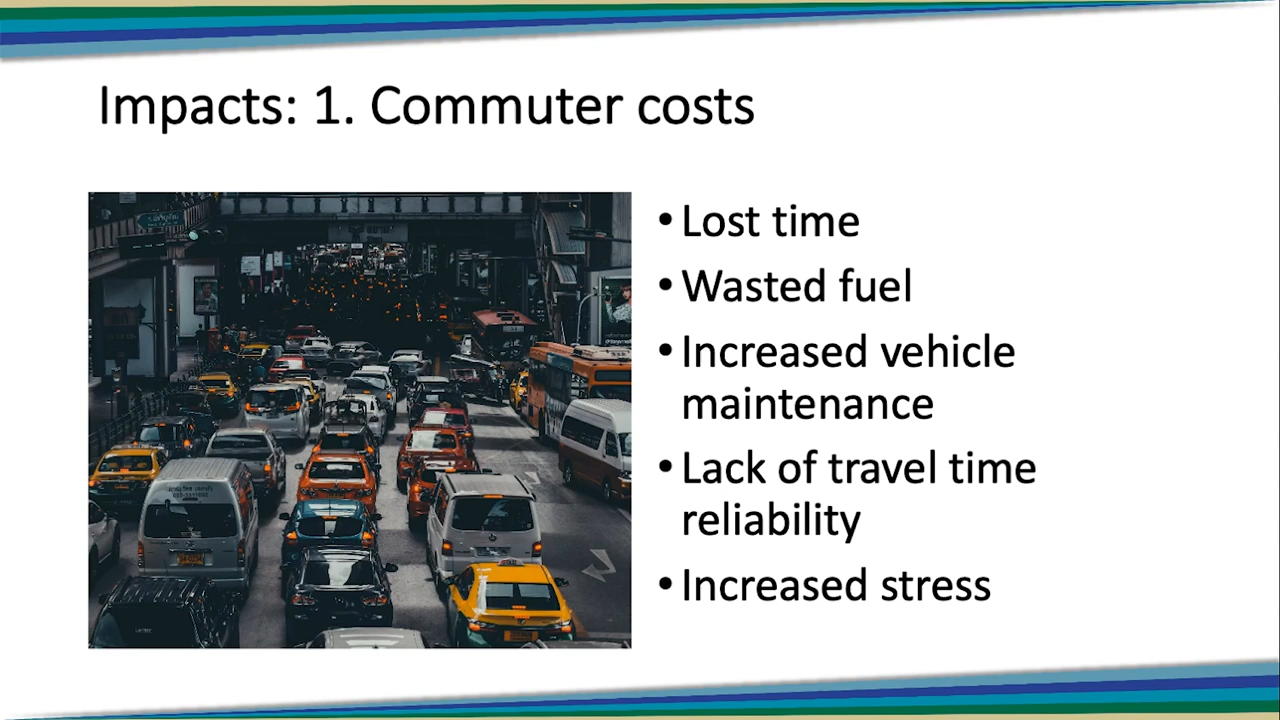 Impacts: 1. Commuter costs
• Lost time
• Wasted fuel
• Increased vehicle
maintenance
• Lack of travel time
reliability
• Increased stress